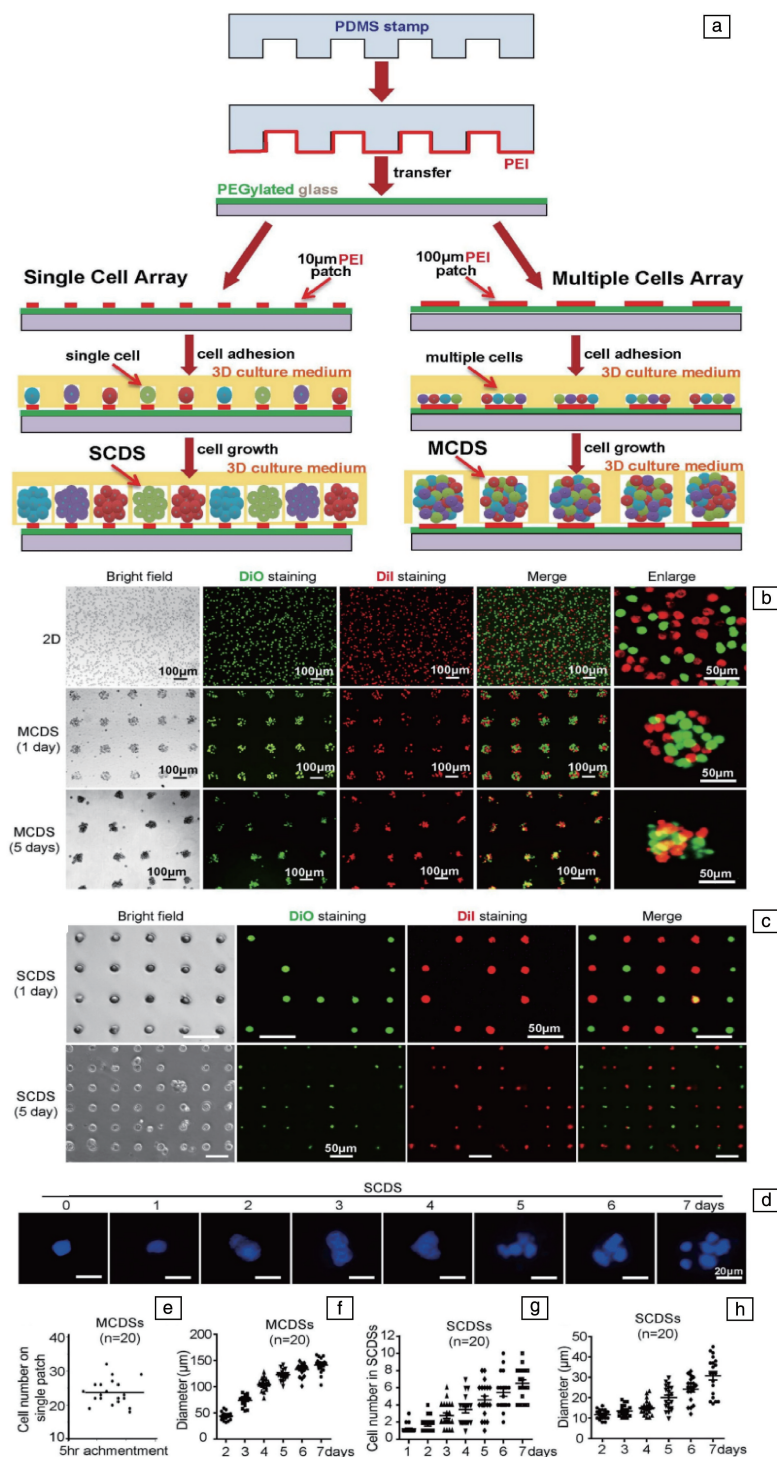 a
PDMS stamp
PEI
transfer
PEGylated glass
Single Cell Array
10µm PEI
patch
100µm PEI
patch
Multiple Cells Array
single cell
cell adhesion
3D culture medium
multiple cells
cell adhesion
3D culture medium
SCDS
cell growth
3D culture medium
MCDS
cell growth
3D culture medium
b
Bright field DiO staining DiI staining Merge Enlarge
2D
100µm 100µm 100µm 100µm 50µm
MCDS
(1 day)
100µm 100µm 100µm 100µm 50µm
MCDS
(5 days)
100µm 100µm 100µm 100µm 50µm
c
Bright field DiO staining DiI staining Merge
SCDS
(1 day)
50µm
SCDS
(5 day)
50µm
d
SCDS
0 1 2 3 4 5 6 7 days
20µm
e
MCDSs
(n=20)
Cell number on
single patch
40
30
20
10
5hr achmentment
f
MCDSs
(n=20)
Diameter (µm)
200
150
100
50
0
2 3 4 5 6 7days
g
SCDSs
(n=20)
Cell number in SCDSs
12
10
8
6
4
2
0
1 2 3 4 5 6 7days
h
SCDSs
(n=20)
Diameter (µm)
50
40
30
20
10
0
2 3 4 5 6 7days